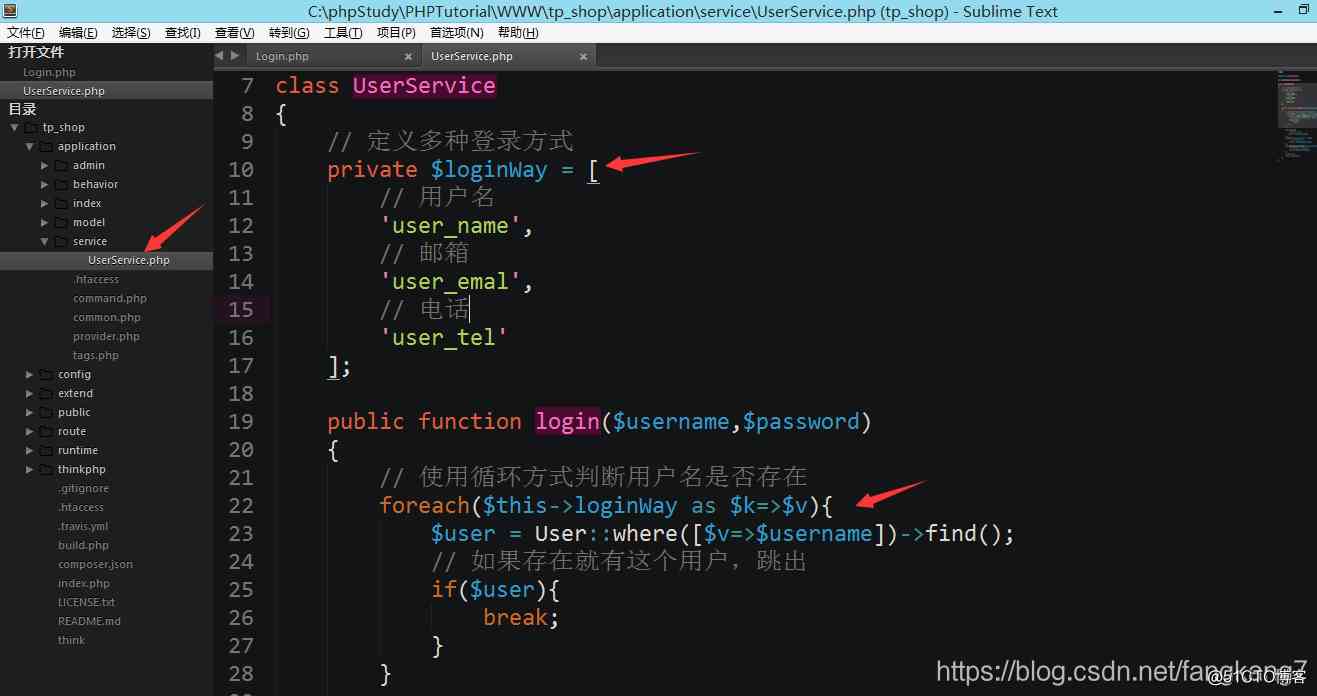 C:\phpStudy\PHPTutorial\WWW\tp_shop\application\service\UserService.php (tp_shop) - Sublime Text
文件(F) 编辑(E) 选择(S) 查找(I) 查看(V) 转到(G) 工具(T) 项目(P) 首选项(N) 帮助(H)
打开文件
Login.php
UserService.php
目录
tp_shop
application
admin
behavior
index
model
service
UserService.php
.htaccess
command.php
common.php
provider.php
tags.php
config
extend
public
route
runtime
thinkphp
.gitignore
.htaccess
.travis.yml
build.php
composer.json
index.php
LICENSE.txt
README.md
think
Login.php × UserService.php ×
7 class UserService
8 {
9 // 定义多种登录方式
10 private $loginWay = [
11 // 用户名
12 'user_name',
13 // 邮箱
14 'user_emal',
15 // 电话
16 'user_tel'
17 ];
18
19 public function login($username,$password)
20 {
21 // 使用循环方式判断用户名是否存在
22 foreach($this->loginWay as $k=>$v){
23 $user = User::where([$v=>$username])->find();
24 // 如果存在就有这个用户，跳出
25 if($user){
26 break;
27 }
28 }
https://blog.csdn.net/fangkang7
@51CTO博客